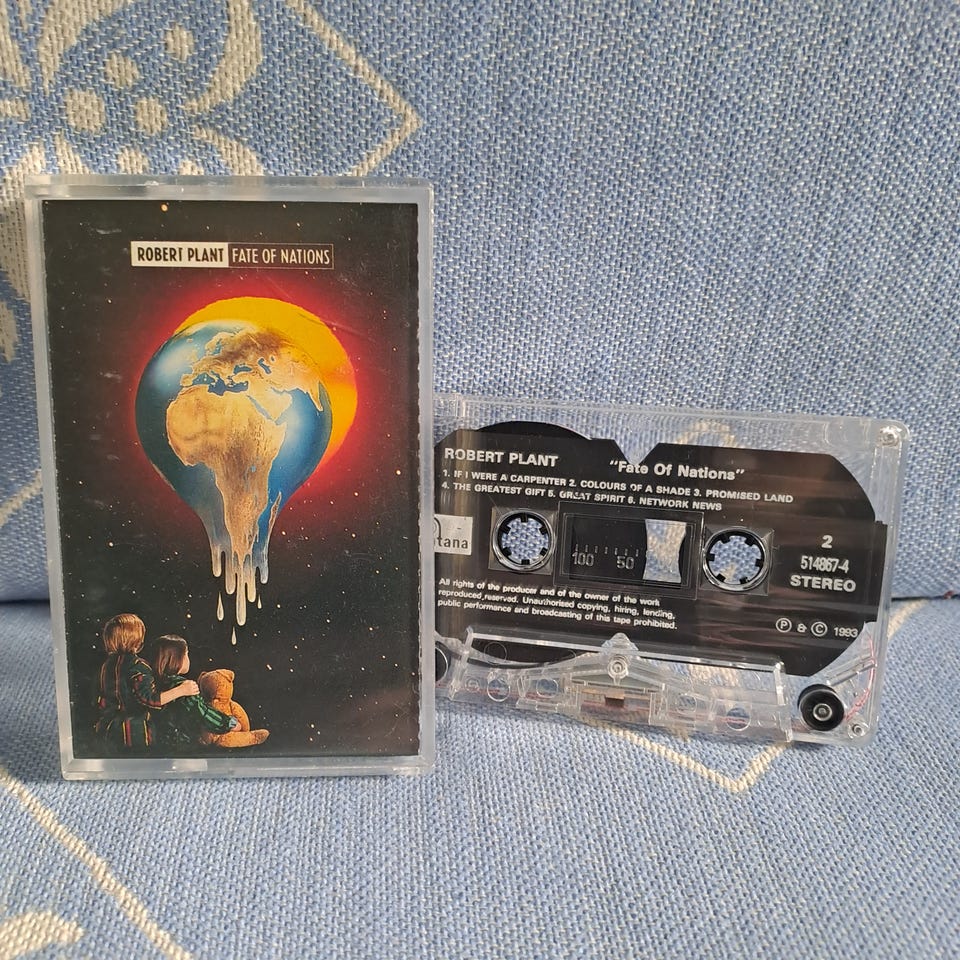 ROBERT PLANT FATE OF NATIONS
ROBERT PLANT "Fate Of Nations"
1. IF I WERE A CARPENTER 2. COLOURS OF A SHADE 3. PROMISED LAND
4. THE GREATEST GIFT 5. GREAT SPIRIT 6. NETWORK NEWS
tana
100 50
2
514867-4
STEREO
All rights of the producer and of the owner of the work
reproduced reserved. Unauthorised copying, hiring, lending,
public performance and broadcasting of this tape prohibited.
Ⓟ & © 1993